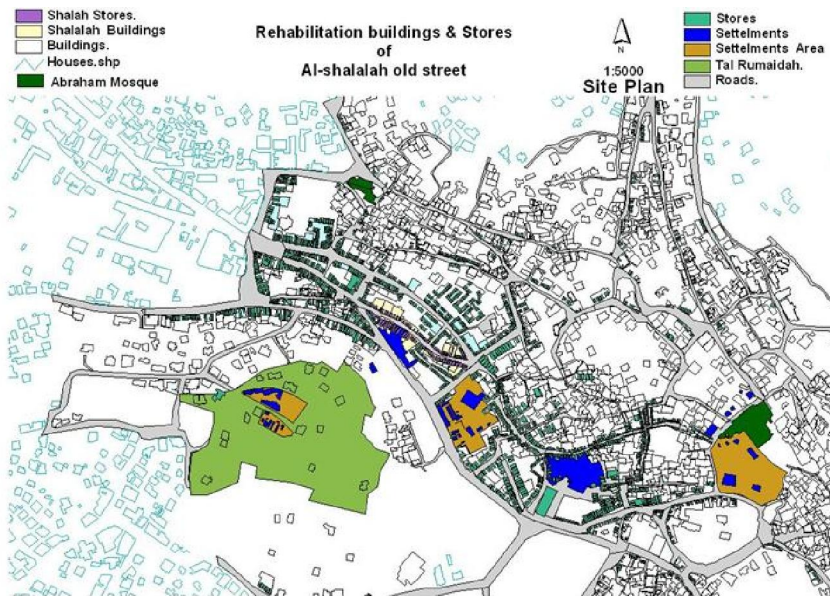 Shalah Stores.
Shalalah Buildings
Buildings.
Houses.shp
Abraham Mosque
Rehabilitation buildings & Stores
of
Al-shalalah old street
N
1:5000
Site Plan
Stores
Settelments
Settelments Area
Tal Rumaidah.
Roads.